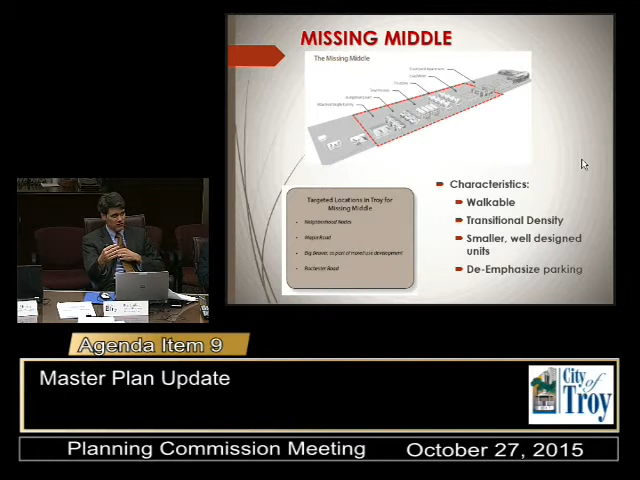 MISSING MIDDLE
The Missing Middle
Targeted Locations in Troy for
Missing Middle
Neighborhood Nodes
Major Road
Big Beaver, as part of mixed use development
Rochester Road
Characteristics:
Walkable
Transitional Density
Smaller, well designed
units
De-Emphasize parking
Agenda Item 9
Master Plan Update
City
of
Troy
Planning Commission Meeting October 27, 2015